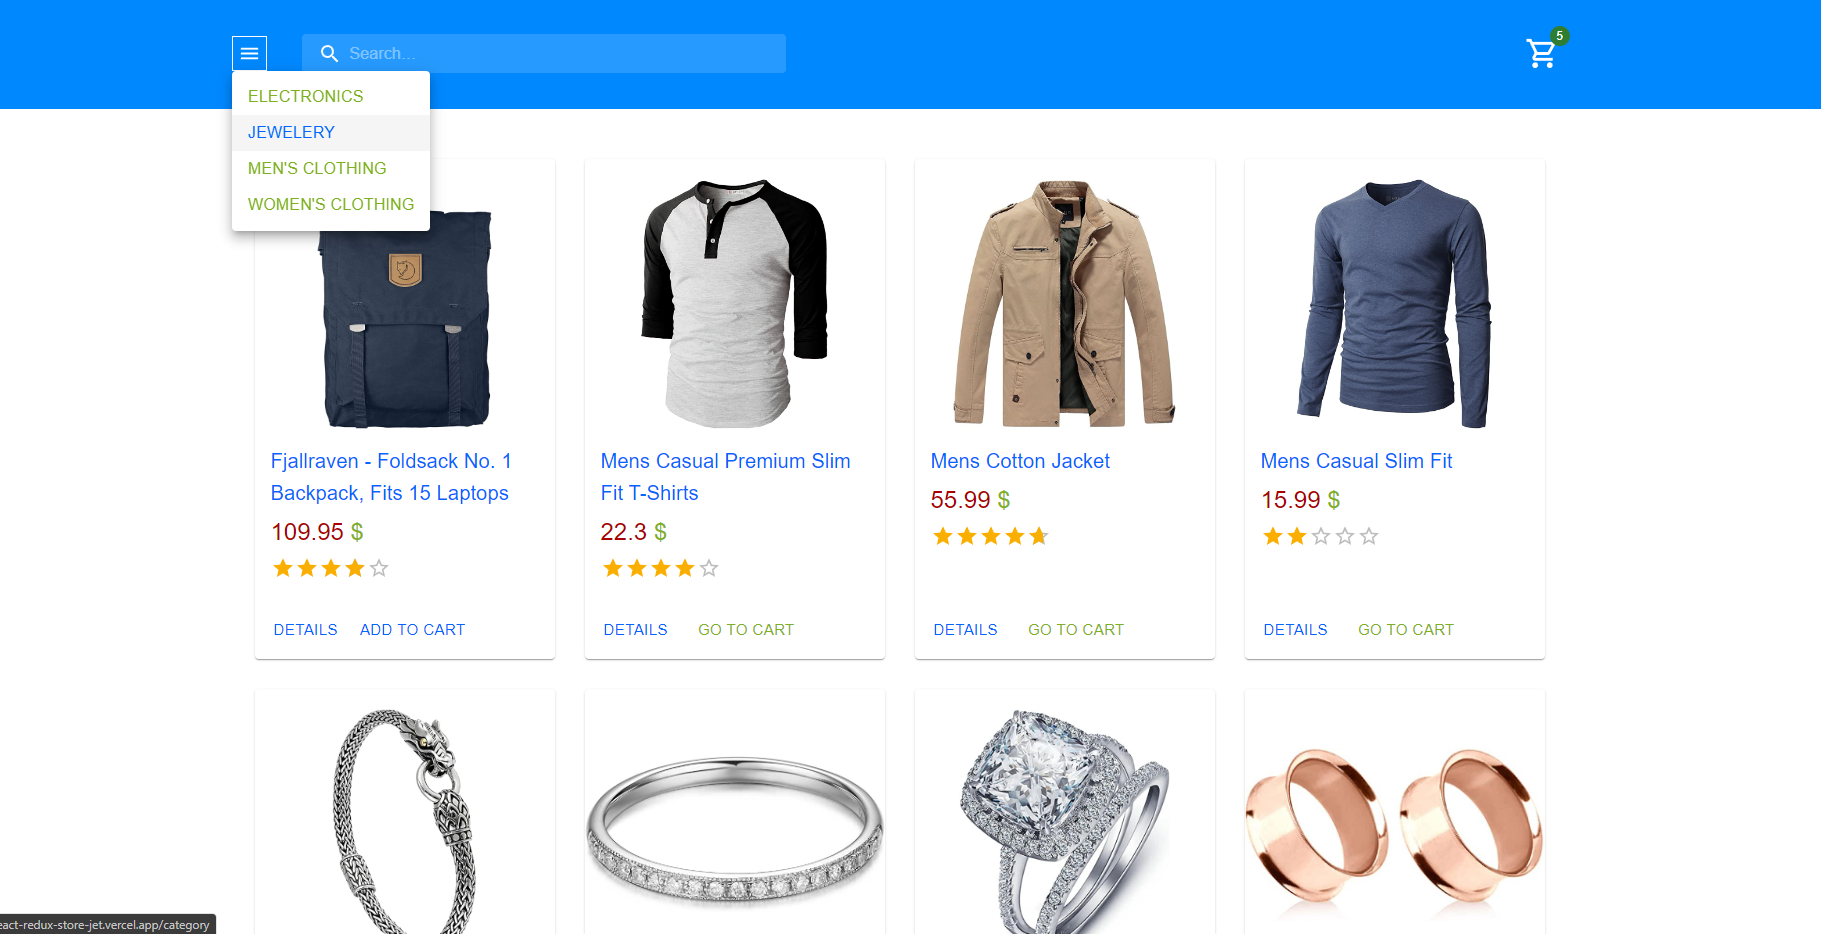 Search...
5
ELECTRONICS
JEWELERY
MEN'S CLOTHING
WOMEN'S CLOTHING
Fjallraven - Foldsack No. 1
Backpack, Fits 15 Laptops
109.95 $
DETAILS ADD TO CART
Mens Casual Premium Slim
Fit T-Shirts
22.3 $
DETAILS GO TO CART
Mens Cotton Jacket
55.99 $
DETAILS GO TO CART
Mens Casual Slim Fit
15.99 $
DETAILS GO TO CART
eact-redux-store-jet.vercel.app/category